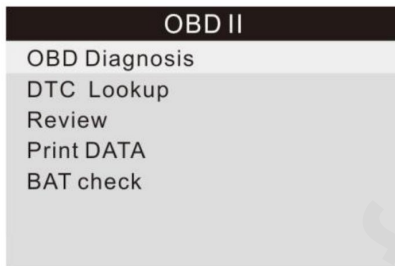 OBD II
OBD Diagnosis
DTC Lookup
Review
Print DATA
BAT check